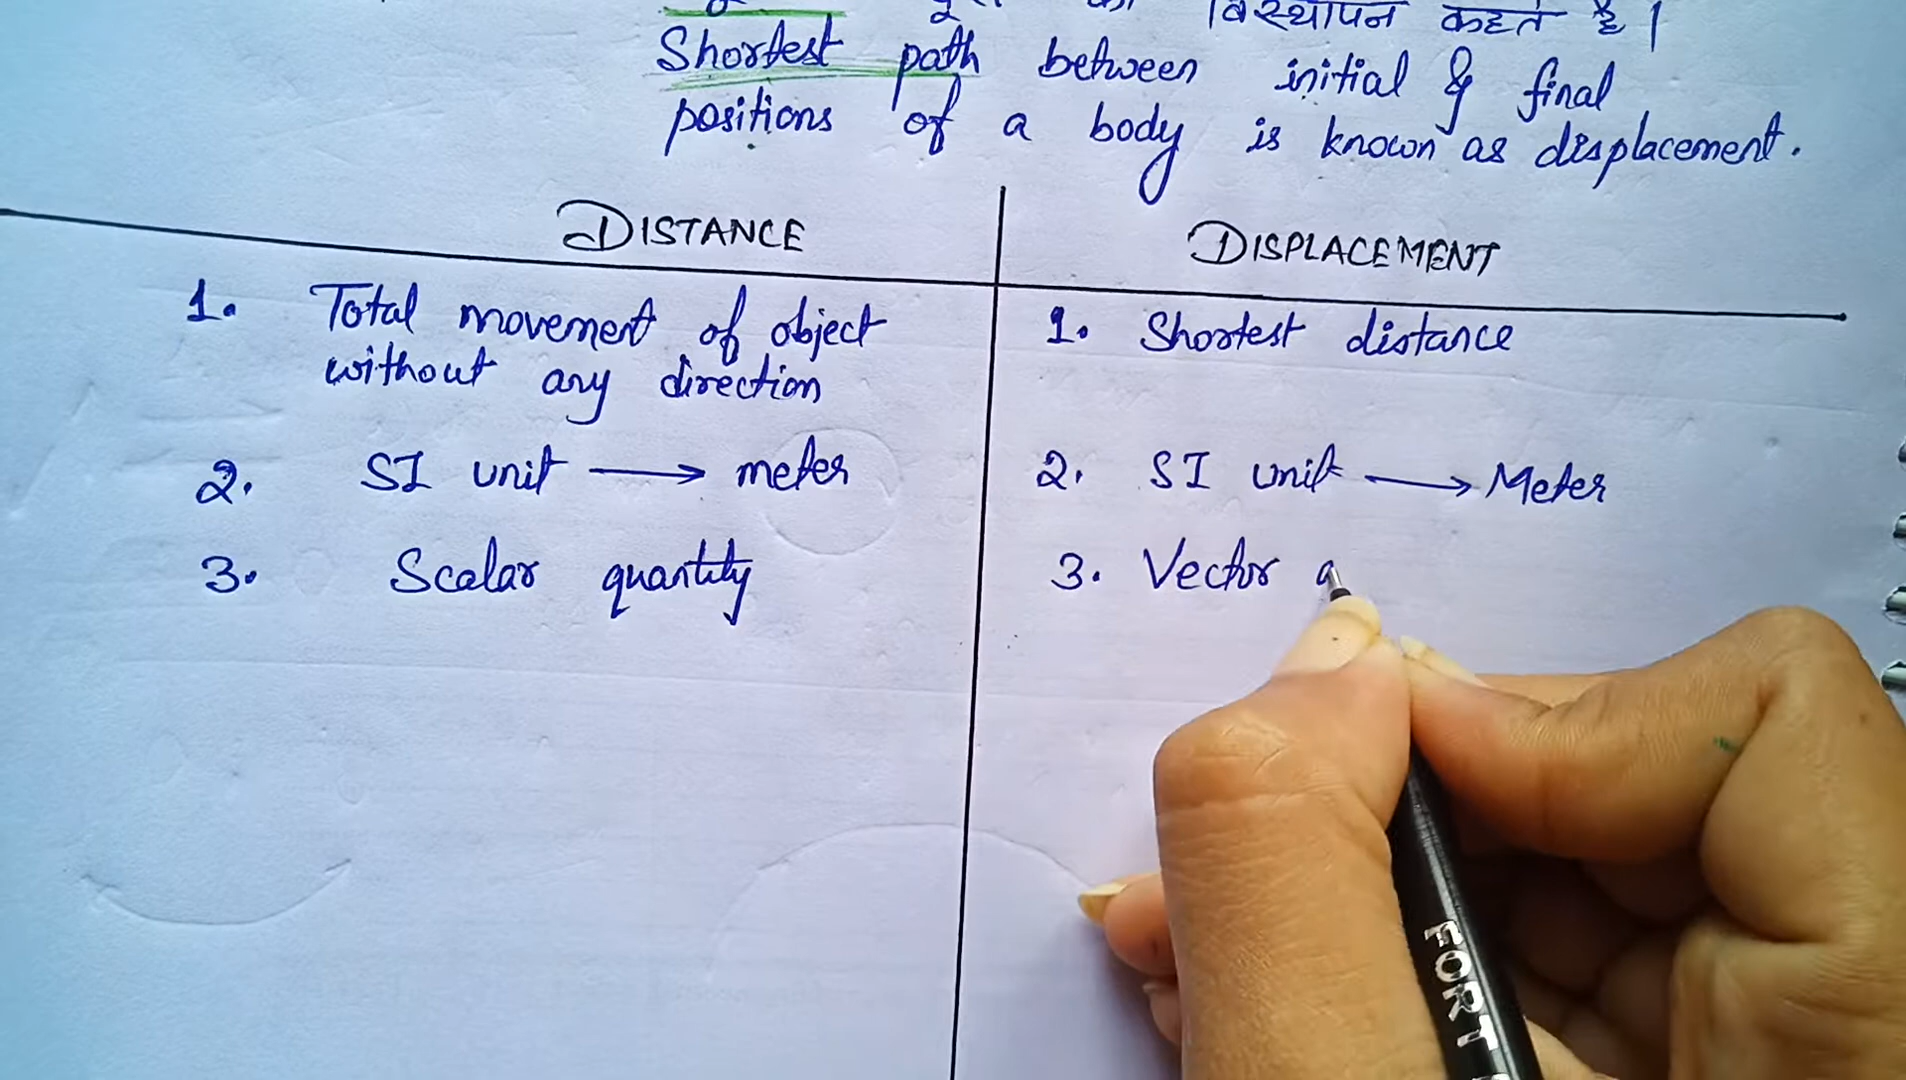 विस्थापन कहते है।
Shortest path between initial & final
positions of a body is known as displacement.
DISTANCE DISPLACEMENT
1. Total movement of object 1. Shortest distance
without any direction
2. SI unit → meter 2. SI unit → Meter
3. Scalar quantity 3. Vector
FORT